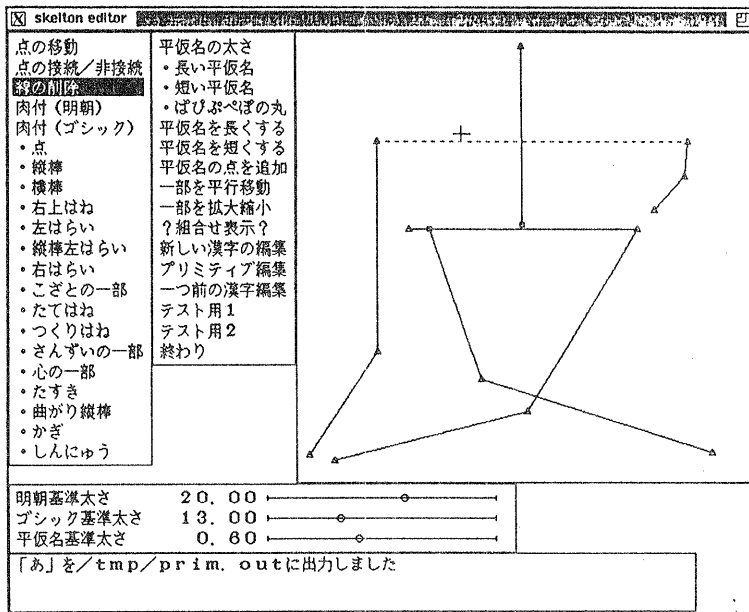 skelton editor
点の移動
点の接続／非接続
線の削除
肉付（明朝）
肉付（ゴシック）
・点
・縦棒
・横棒
・右上はね
・左はらい
・縦棒左はらい
・右はらい
・こざとの一部
・たてはね
・つくりはね
・さんずいの一部
・心の一部
・たすき
・曲がり縦棒
・かぎ
・しんにゅう
平仮名の太さ
・長い平仮名
・短い平仮名
・ぱぴぷぺぽの丸
平仮名を長くする
平仮名を短くする
平仮名の点を追加
一部を平行移動
一部を拡大縮小
？組合せ表示？
新しい漢字の編集
プリミティブ編集
一つ前の漢字編集
テスト用1
テスト用2
終わり
明朝基準太さ 20.00
ゴシック基準太さ 13.00
平仮名基準太さ 0.60
「あ」を／tmp／prim.outに出力しました